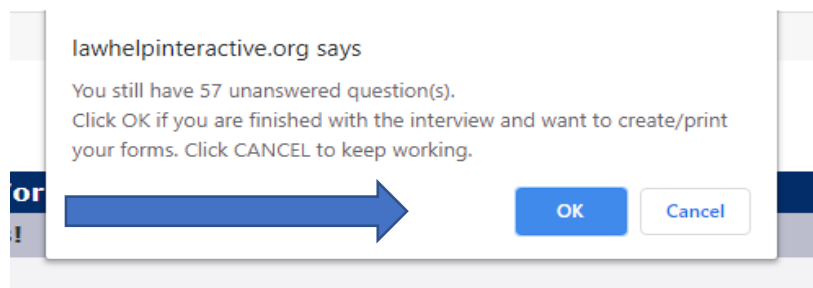 lawhelpinteractive.org says
You still have 57 unanswered question(s).
Click OK if you are finished with the interview and want to create/print
your forms. Click CANCEL to keep working.
OK Cancel